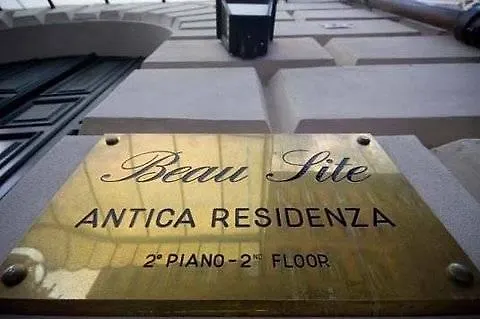 Beau Site
ANTICA RESIDENZA
2° PIANO-2ND FLOOR